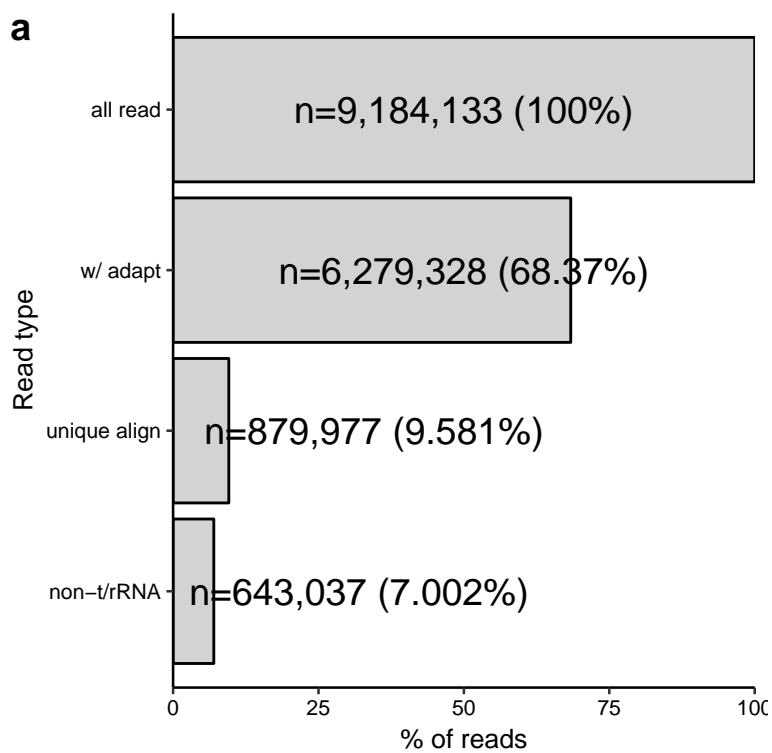 a
all read
n=9,184,133 (100%)
w/ adapt
n=6,279,328 (68.37%)
unique align
n=879,977 (9.581%)
non−t/rRNA
n=643,037 (7.002%)
Read type
0 25 50 75 100
% of reads